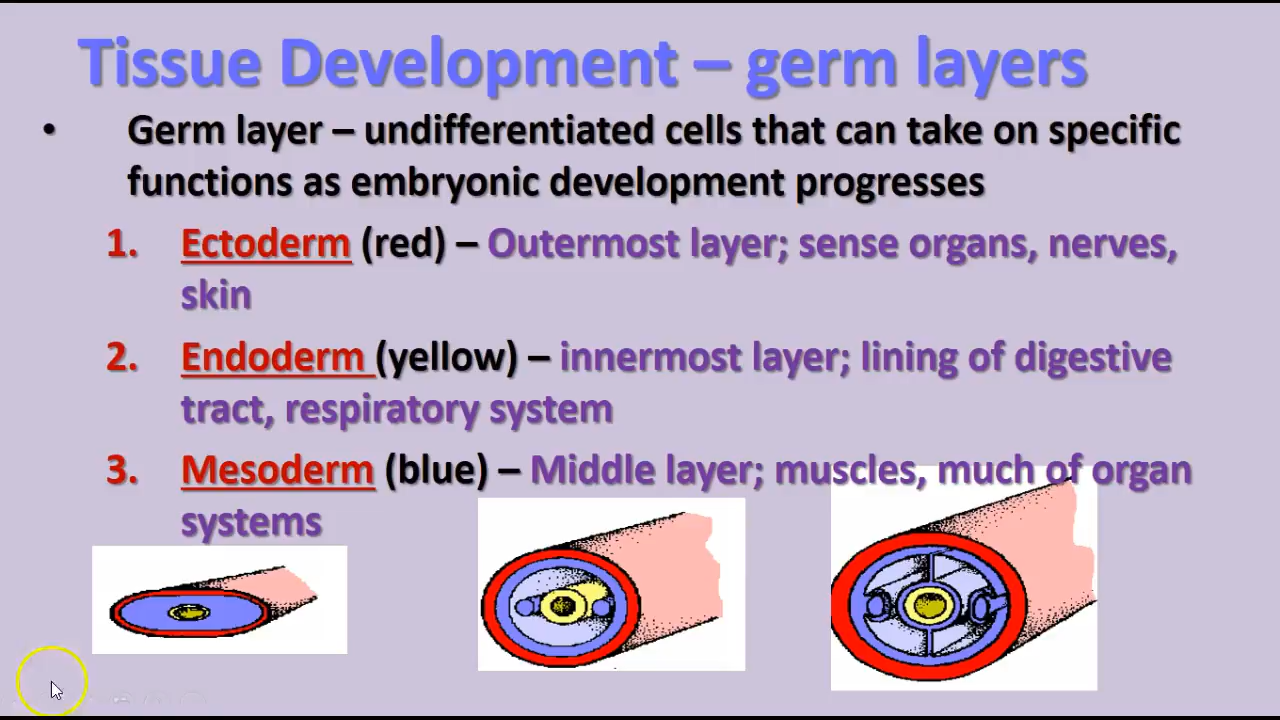 Tissue Development – germ layers
• Germ layer – undifferentiated cells that can take on specific
functions as embryonic development progresses
1. Ectoderm (red) – Outermost layer; sense organs, nerves,
skin
2. Endoderm (yellow) – innermost layer; lining of digestive
tract, respiratory system
3. Mesoderm (blue) – Middle layer; muscles, much of organ
systems